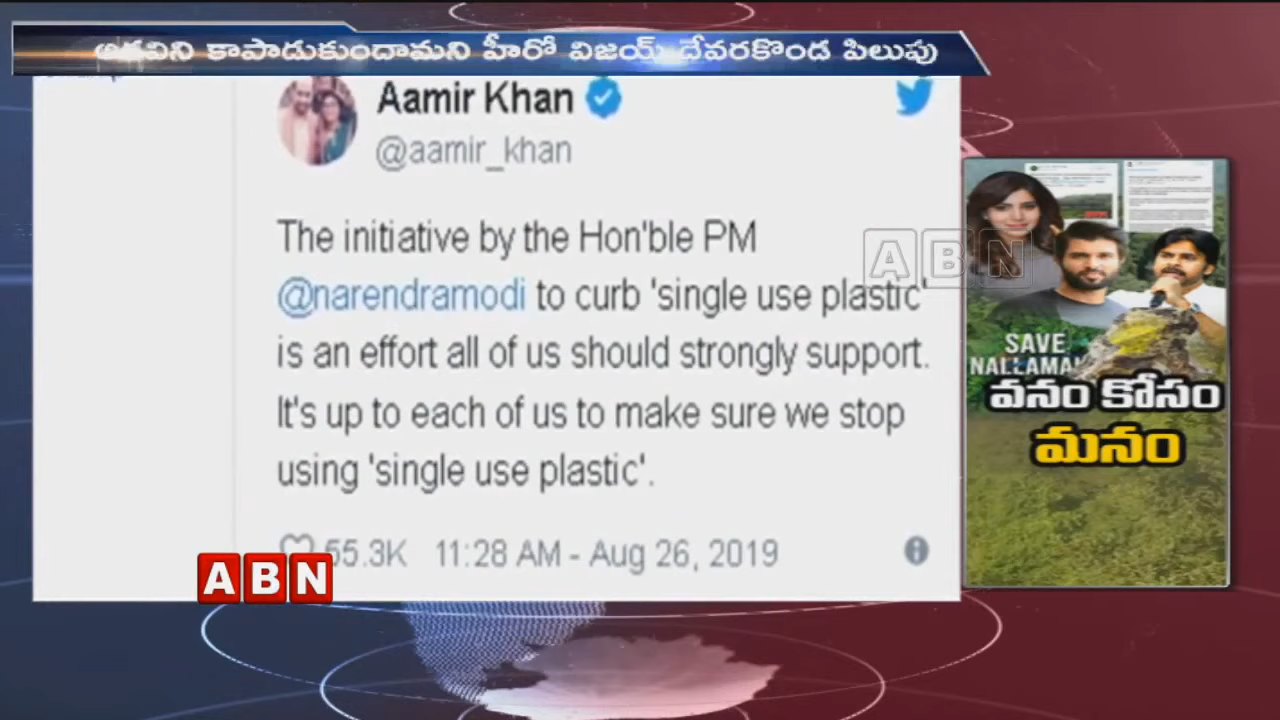 అడవిని కాపాడుకుందామని హీరో విజయ్ దేవరకొండ పిలుపు
Aamir Khan
@aamir_khan
The initiative by the Hon'ble PM
@narendramodi to curb 'single use plastic'
is an effort all of us should strongly support.
It's up to each of us to make sure we stop
using 'single use plastic'.
55.3K 11:28 AM - Aug 26, 2019
ABN
ABN
SAVE
వనం కోసం
మనం